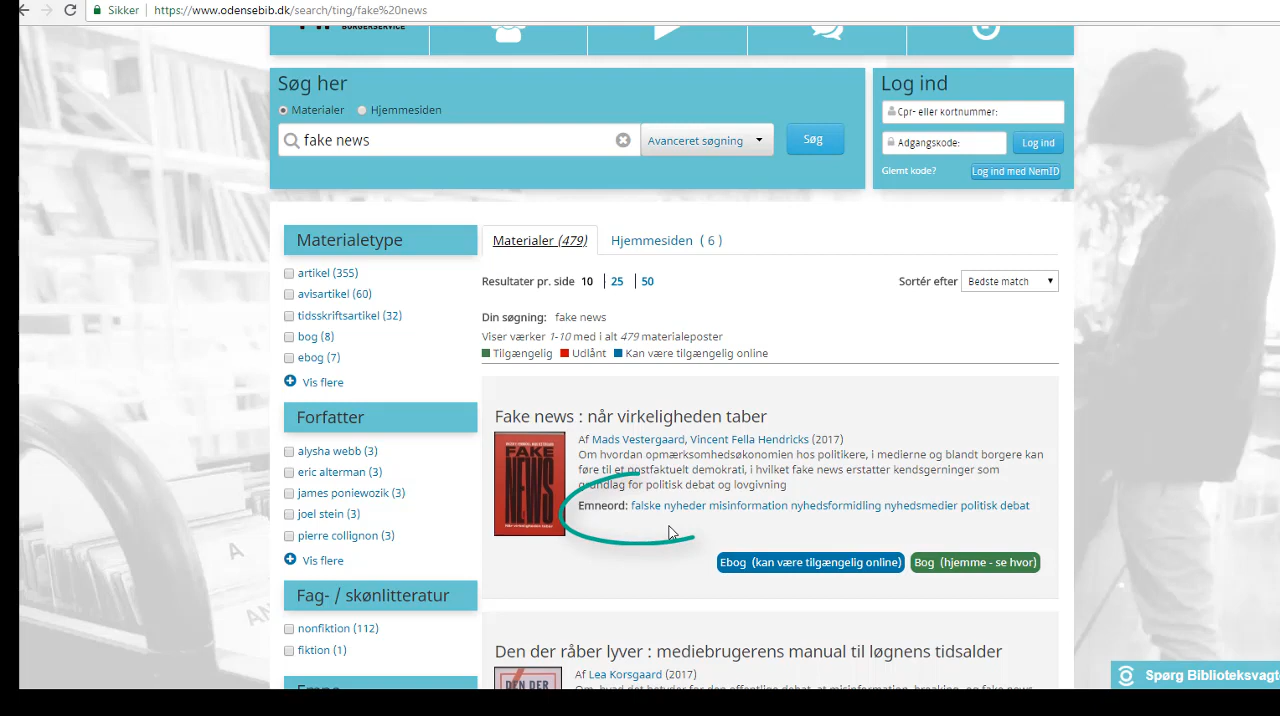 Sikker
https://www.odensebib.dk/search/ting/fake%20news
BORGERSERVICE
Søg her
Materialer Hjemmesiden
fake news
Avanceret søgning
Søg
Log ind
Cpr- eller kortnummer:
Adgangskode:
Log ind
Glemt kode?
Log ind med NemID
Materialetype
artikel (355)
avisartikel (60)
tidsskriftsartikel (32)
bog (8)
ebog (7)
Vis flere
Forfatter
alysha webb (3)
eric alterman (3)
james poniewozik (3)
joel stein (3)
pierre collignon (3)
Vis flere
Fag- / skønlitteratur
nonfiktion (112)
fiktion (1)
Materialer (479) Hjemmesiden ( 6 )
Resultater pr. side 10 25 50
Sortér efter Bedste match
Din søgning: fake news
Viser værker 1-10 med i alt 479 materialeposter
Tilgængelig Udlånt Kan være tilgængelig online
Fake news : når virkeligheden taber
FAKE
NEWS
Når virkeligheden taber
Af Mads Vestergaard, Vincent Fella Hendricks (2017)
Om hvordan opmærksomhedsøkonomien hos politikere, i medierne og blandt borgere kan
føre til et postfaktuelt demokrati, i hvilket fake news erstatter kendsgerninger som
grundlag for politisk debat og lovgivning
Emneord: falske nyheder misinformation nyhedsformidling nyhedsmedier politisk debat
Ebog (kan være tilgængelig online)
Bog (hjemme - se hvor)
Den der råber lyver : mediebrugerens manual til løgnens tidsalder
DEN DER
Af Lea Korsgaard (2017)
Spørg Biblioteksvagte